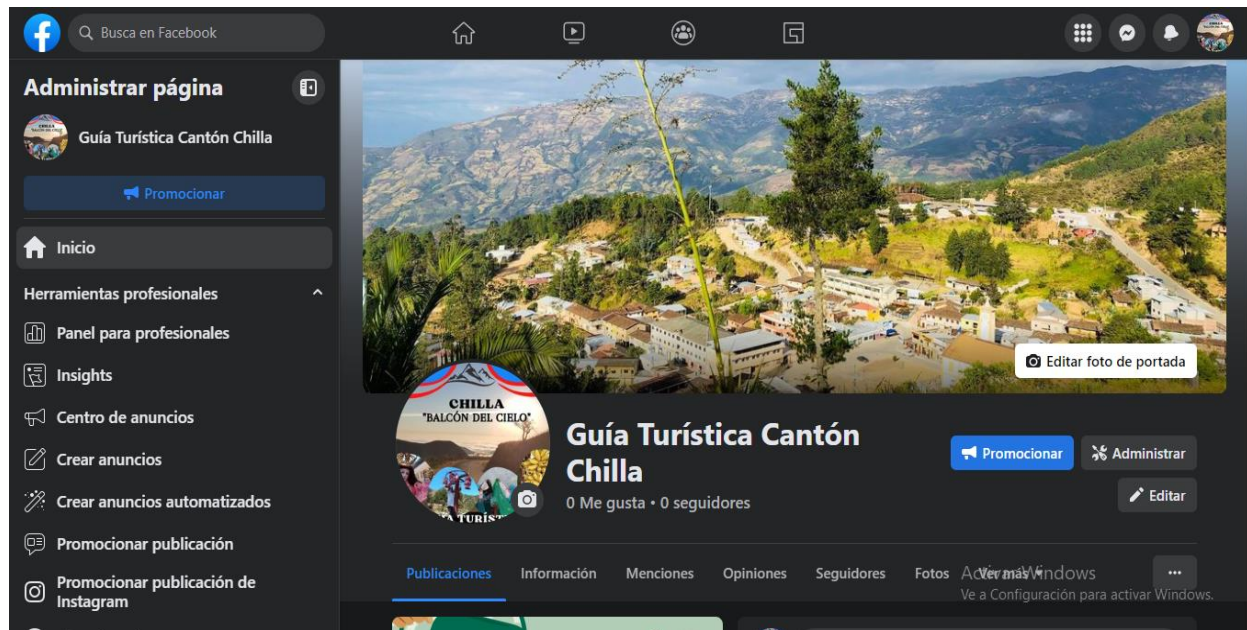 Busca en Facebook
Administrar página
Guía Turística Cantón Chilla
Promocionar
Inicio
Herramientas profesionales
Panel para profesionales
Insights
Centro de anuncios
Crear anuncios
Crear anuncios automatizados
Promocionar publicación
Promocionar publicación de
Instagram
Editar foto de portada
CHILLA
"BALCÓN DEL CIELO"
Guía Turística Cantón
Chilla
0 Me gusta • 0 seguidores
Promocionar
Administrar
Editar
Publicaciones
Información
Menciones
Opiniones
Seguidores
Fotos
Ver más
Activar Windows
Ve a Configuración para activar Windows.